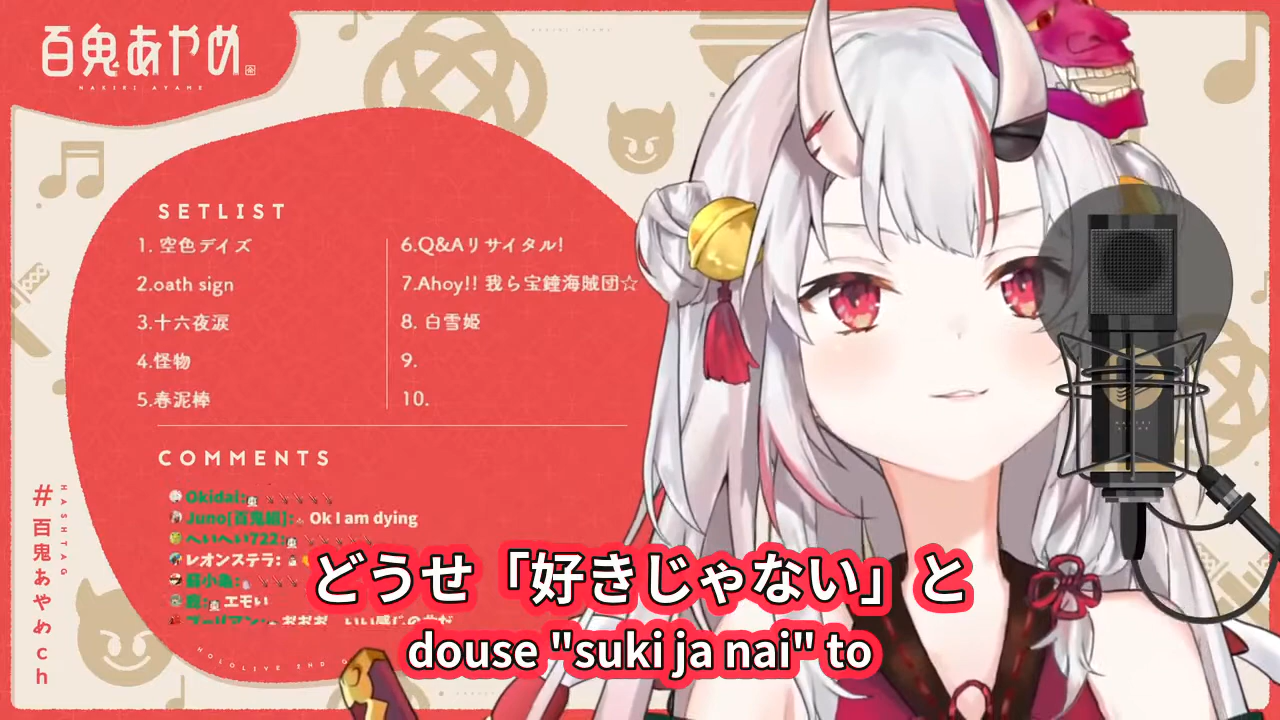 百鬼あやめ
NAKIRI AYAME
SETLIST
1. 空色デイズ
2.oath sign
3.十六夜涙
4.怪物
5.春泥棒
6.Q&Aリサイタル!
7.Ahoy!! 我ら宝鐘海賊団☆
8. 白雪姫
9.
10.
COMMENTS
Okidai:
Juno[百鬼組]: Ok I am dying
へいへい722:
レオンステラ:
蘇小亀:
エモい
HASHTAG
#百鬼あやめch
どうせ「好きじゃない」と
douse "suki ja nai" to